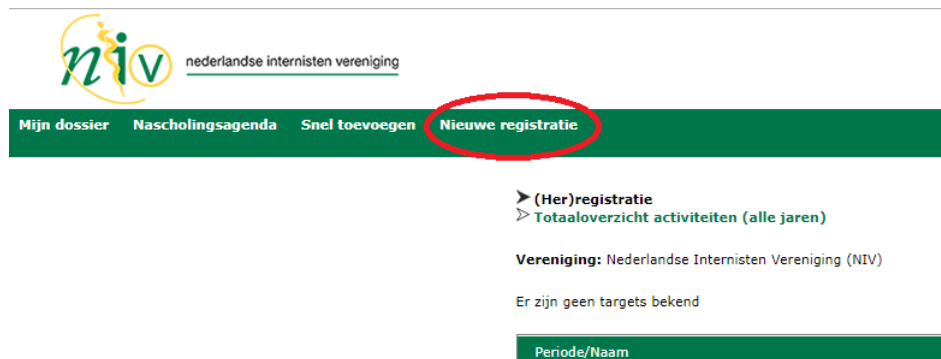 niv nederlandse internisten vereniging
Mijn dossier Nascholingsagenda Snel toevoegen Nieuwe registratie
(Her)registratie
Totaaloverzicht activiteiten (alle jaren)
Vereniging: Nederlandse Internisten Vereniging (NIV)
Er zijn geen targets bekend
Periode/Naam